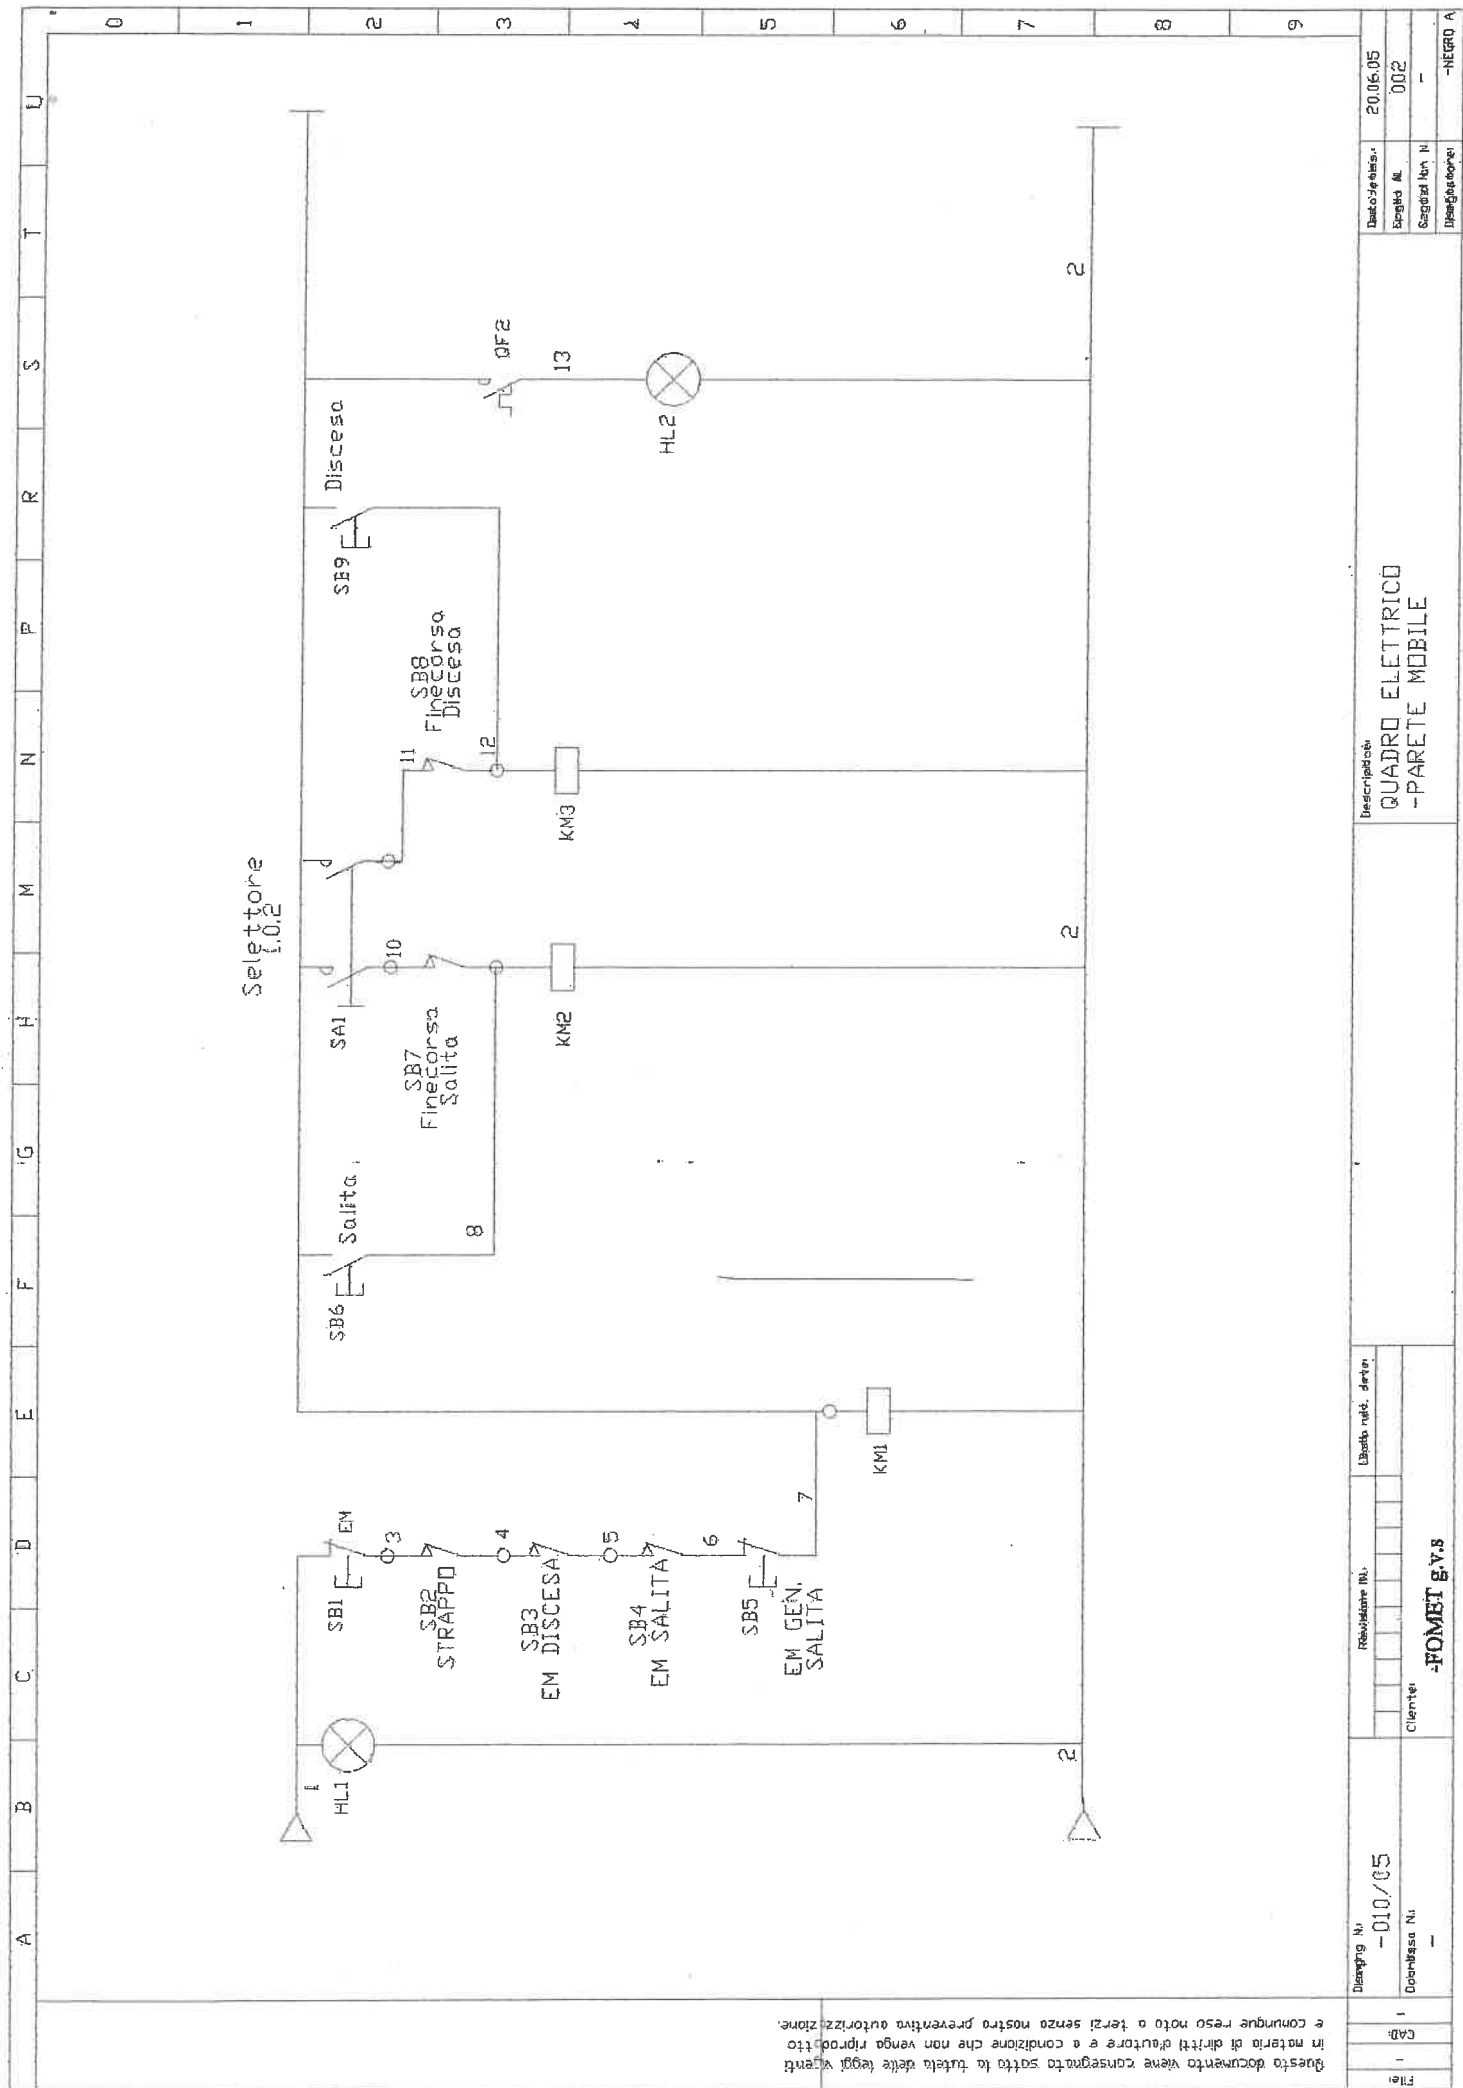 A B C D E F G H M N P R S T U
0 1 2 3 4 5 6 7 8 9
1
HL1
2
SB1
EM
3
SB2
STRAPPO
4
SB3
EM DISCESA
5
SB4
EM SALITA
6
SB5
EM GEN.
SALITA
7
KM1
SB6
Salita
8
Selettore
1.0.2
SA1
10
SB7
Finecorsa
Salita
KM2
2
11
SB8
Finecorsa
Discesa
12
KM3
SB9
Discesa
QF2
13
HL2
2
Questo documento viene consegnato sotto la tutela delle leggi vigenti
in materia di diritti d'autore e a condizione che non venga riprodotto
e comunque reso noto a terzi senza nostra preventiva autorizzazione.
File:
-
CAD:
-
-010/05
-
Cliente:
-FOMET g.v.s
QUADRO ELETTRICO
-PARETE MOBILE
20.06.05
002
-
-NEGRO A